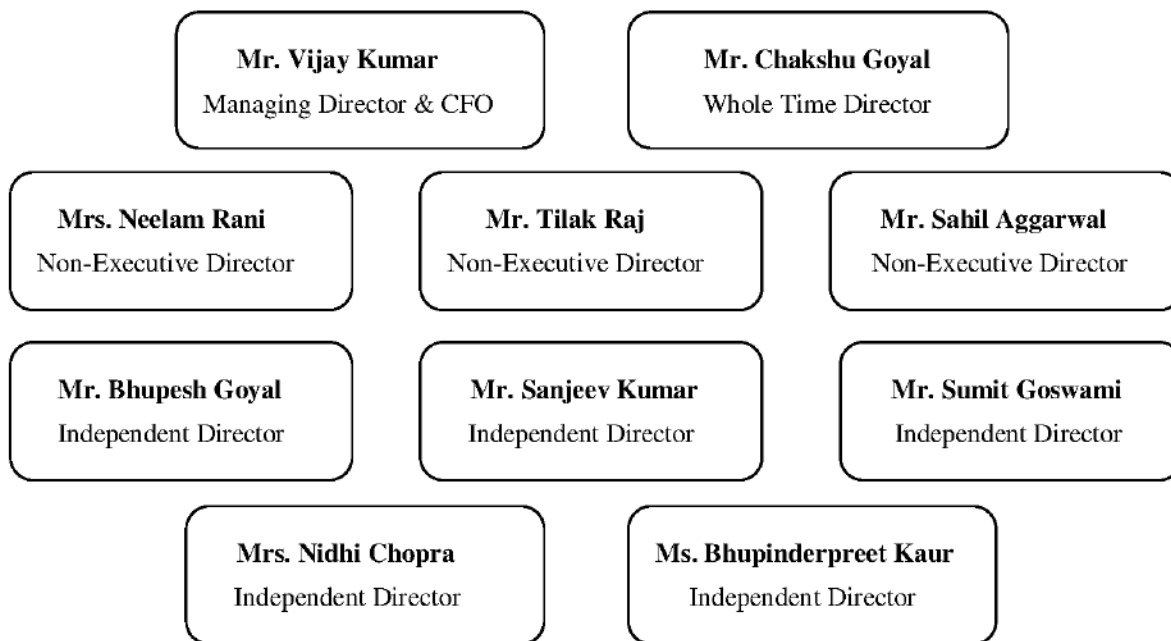 Mr. Vijay Kumar
Managing Director & CFO
Mr. Chakshu Goyal
Whole Time Director
Mrs. Neelam Rani
Non-Executive Director
Mr. Tilak Raj
Non-Executive Director
Mr. Sahil Aggarwal
Non-Executive Director
Mr. Bhupesh Goyal
Independent Director
Mr. Sanjeev Kumar
Independent Director
Mr. Sumit Goswami
Independent Director
Mrs. Nidhi Chopra
Independent Director
Ms. Bhupinderpreet Kaur
Independent Director